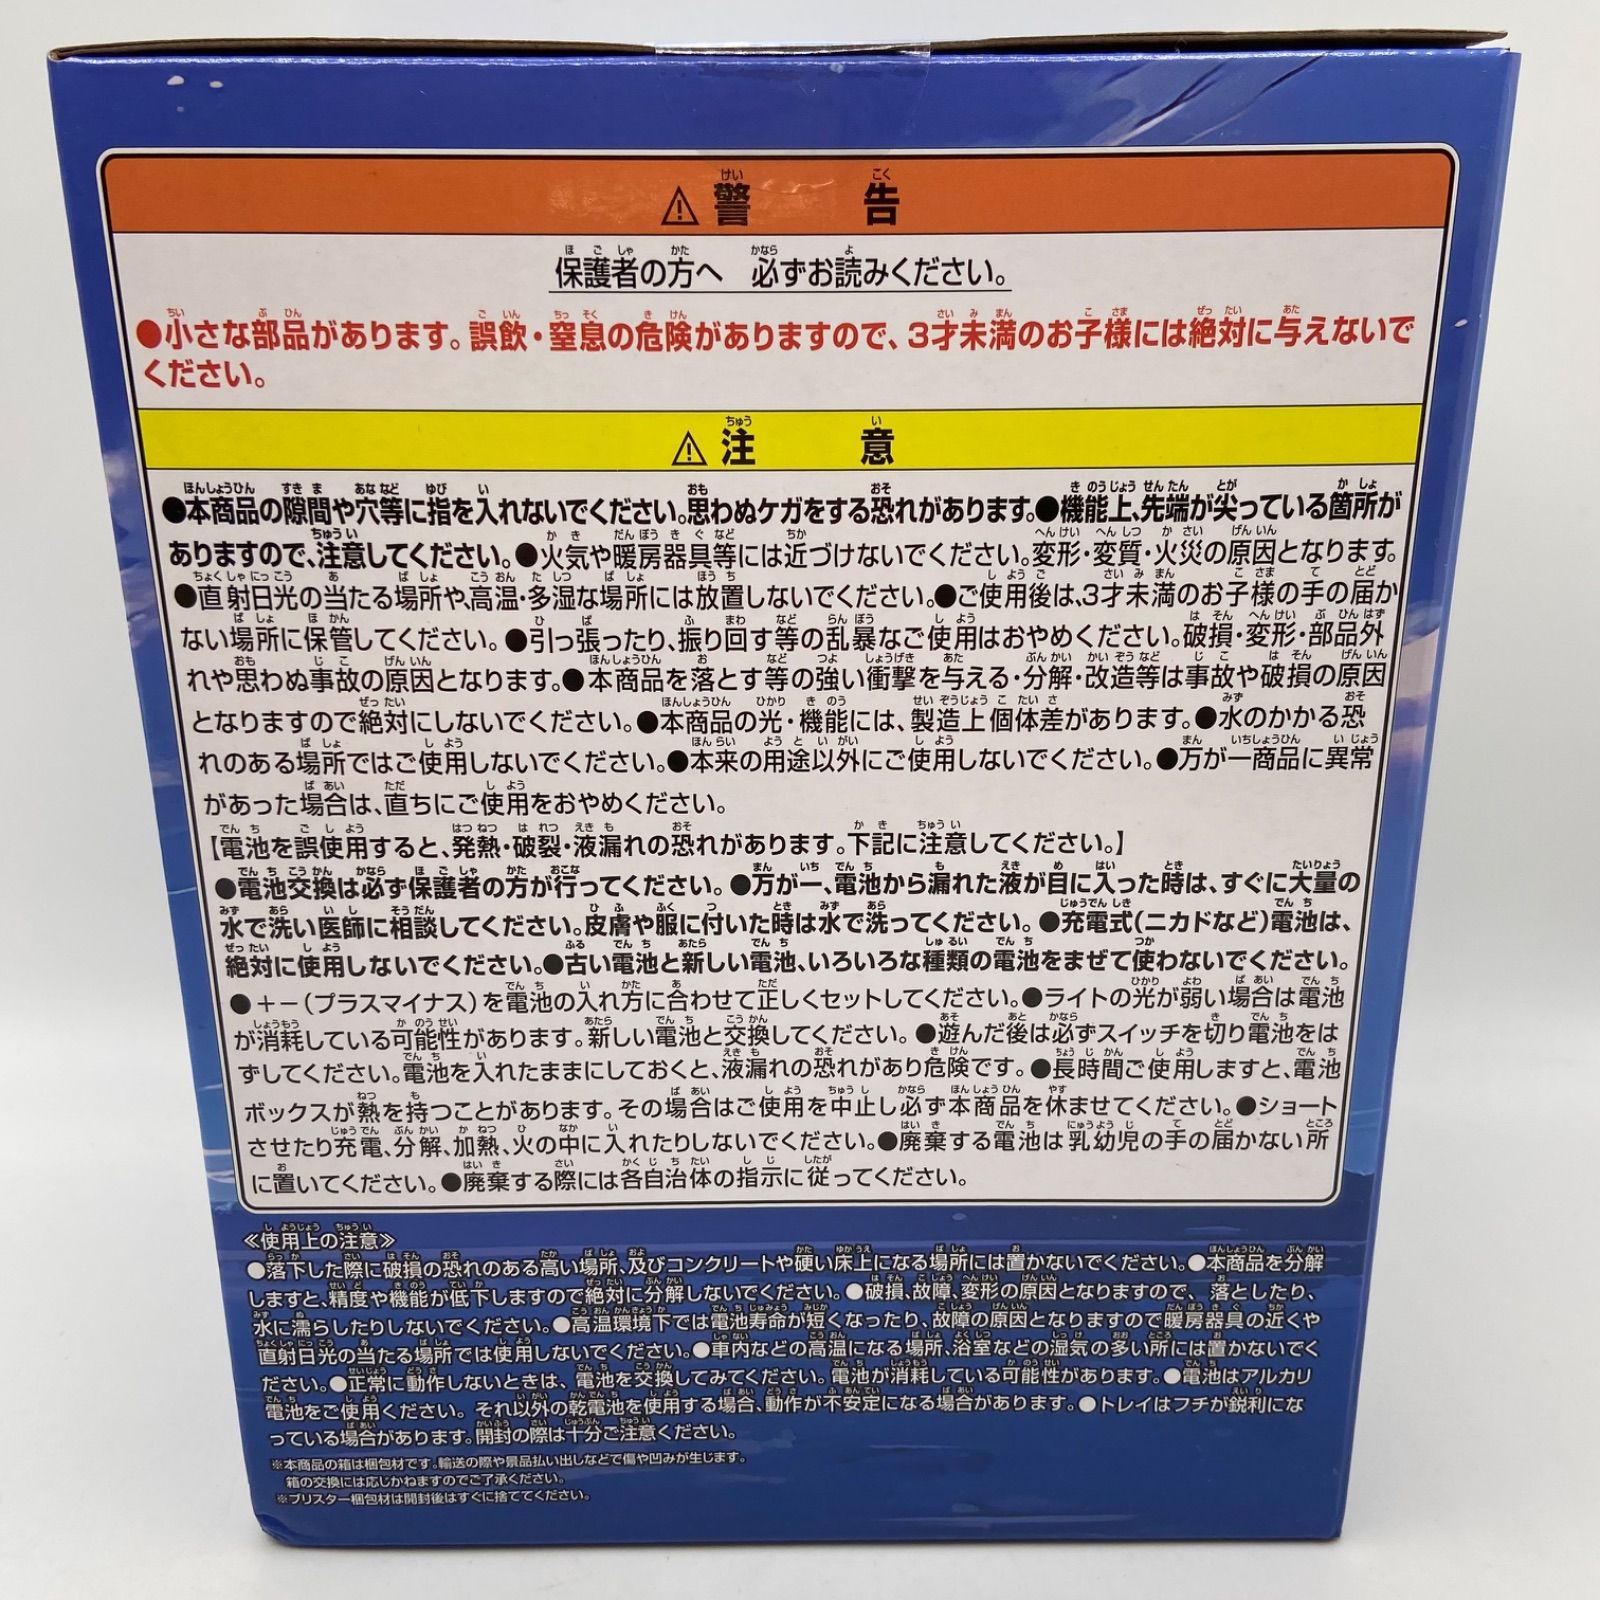 ⚠警告
保護者の方へ 必ずお読みください。
●小さな部品があります。誤飲・窒息の危険がありますので、3才未満のお子様には絶対に与えないで
ください。
⚠注意
●本商品の隙間や穴等に指を入れないでください。思わぬケガをする恐れがあります。●機能上、先端が尖っている箇所が
ありますので、注意してください。●火気や暖房器具等には近づけないでください。変形・変質・火災の原因となります。
●直射日光の当たる場所や、高温・多湿な場所には放置しないでください。●ご使用後は、3才未満のお子様の手の届か
ない場所に保管してください。●引っ張ったり、振り回す等の乱暴なご使用はおやめください。破損・変形・部品外
れや思わぬ事故の原因となります。●本商品を落とす等の強い衝撃を与える・分解・改造等は事故や破損の原因
となりますので絶対にしないでください。●本商品の光・機能には、製造上個体差があります。●水のかかる恐
れのある場所ではご使用しないでください。●本来の用途以外にご使用しないでください。●万が一商品に異常
があった場合は、直ちにご使用をおやめください。
【電池を誤使用すると、発熱・破裂・液漏れの恐れがあります。下記に注意してください。】
●電池交換は必ず保護者の方が行ってください。●万が一、電池から漏れた液が目に入った時は、すぐに大量の
水で洗い医師に相談してください。皮膚や服に付いた時は水で洗ってください。●充電式(ニカドなど)電池は、
絶対に使用しないでください。●古い電池と新しい電池、いろいろな種類の電池をまぜて使わないでください。
●＋－(プラスマイナス)を電池の入れ方に合わせて正しくセットしてください。●ライトの光が弱い場合は電池
が消耗している可能性があります。新しい電池と交換してください。●遊んだ後は必ずスイッチを切り電池をは
ずしてください。電池を入れたままにしておくと、液漏れの恐れがあり危険です。●長時間ご使用しますと、電池
ボックスが熱を持つことがあります。その場合はご使用を中止し必ず本商品を休ませてください。●ショート
させたり充電、分解、加熱、火の中に入れたりしないでください。●廃棄する電池は乳幼児の手の届かない所
に置いてください。●廃棄する際には各自治体の指示に従ってください。
≪使用上の注意≫
●落下した際に破損の恐れのある高い場所、及びコンクリートや硬い床上になる場所には置かないでください。●本商品を分解
しますと、精度や機能が低下しますので絶対に分解しないでください。●破損、故障、変形の原因となりますので、落としたり、
水に濡らしたりしないでください。●高温環境下では電池寿命が短くなったり、故障の原因となりますので暖房器具の近くや
直射日光の当たる場所では使用しないでください。●車内などの高温になる場所、浴室などの湿気の多い所には置かないでく
ださい。●正常に動作しないときは、電池を交換してみてください。電池が消耗している可能性があります。●電池はアルカリ
電池をご使用ください。それ以外の乾電池を使用する場合、動作が不安定になる場合があります。●トレイはフチが鋭利にな
っている場合があります。開封の際は十分ご注意ください。
※本商品の箱は梱包材です。輸送の際や景品払い出しなどで傷や凹みが生じます。
箱の交換には応じかねますのでご了承ください。
※ブリスター梱包材は開封後はすぐに捨ててください。